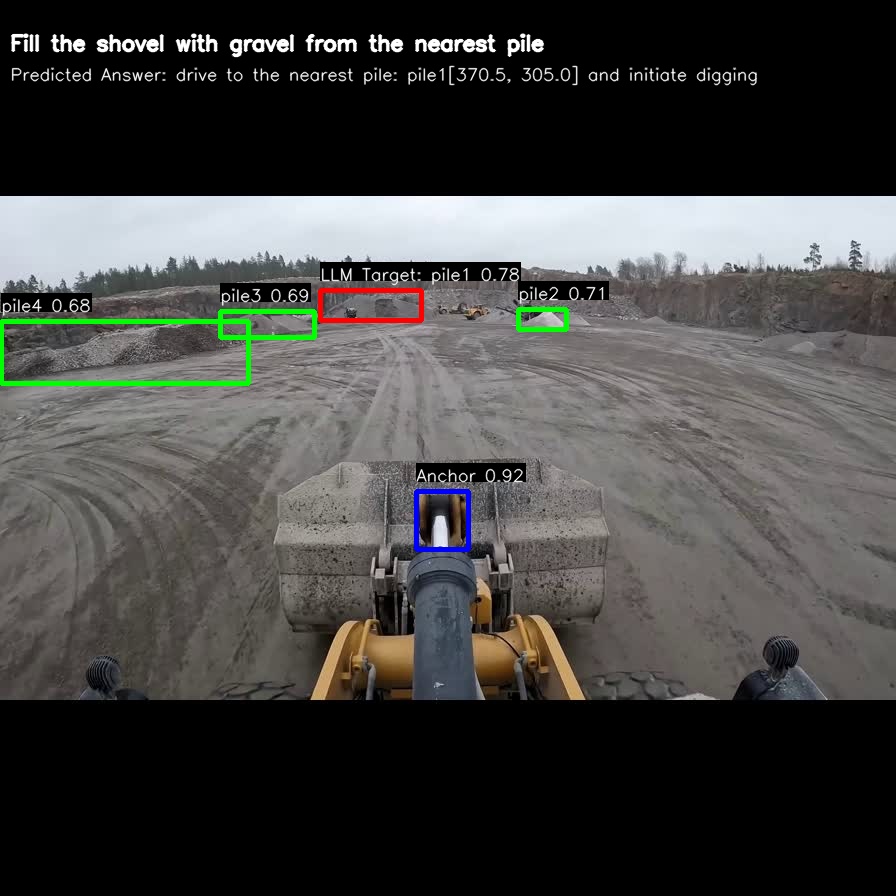 Fill the shovel with gravel from the nearest pile
Predicted Answer: drive to the nearest pile: pile1[370.5, 305.0] and initiate digging
LLM Target: pile1 0.78
pile4 0.68
pile3 0.69
pile2 0.71
Anchor 0.92